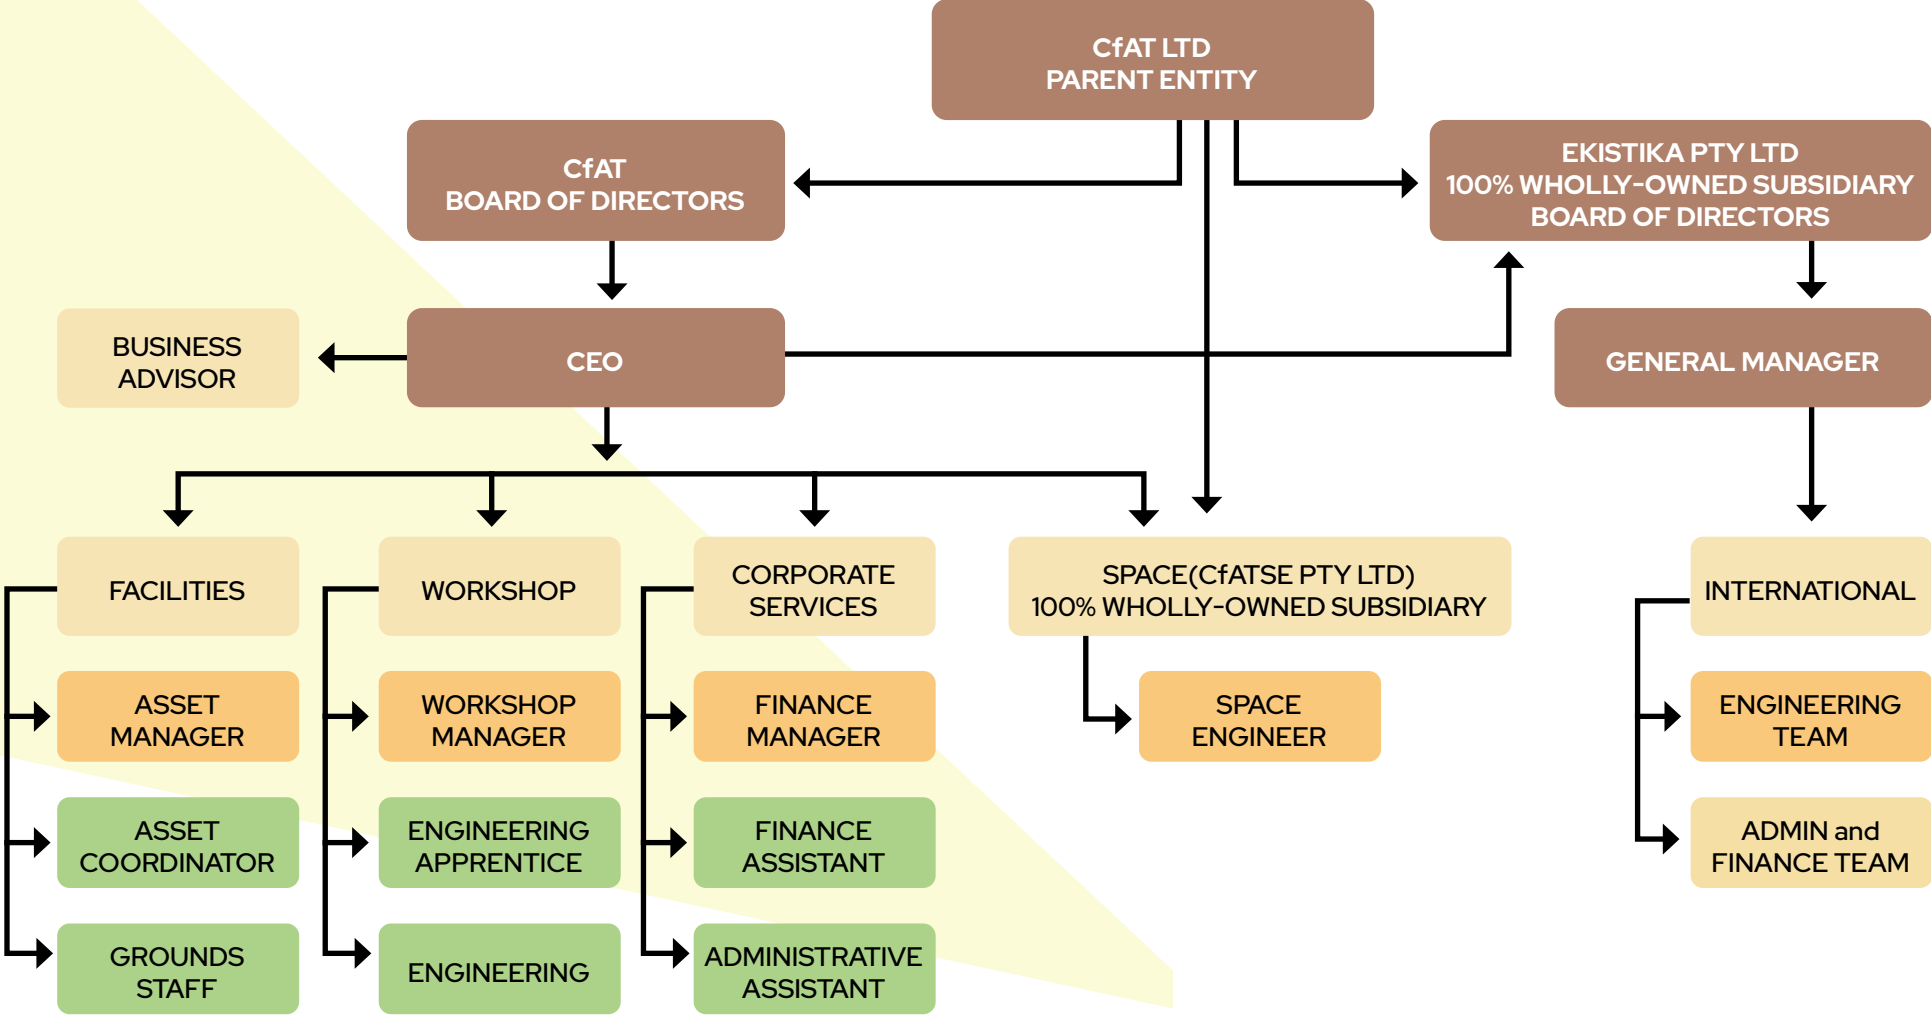 CfAT LTD
PARENT ENTITY
CfAT
BOARD OF DIRECTORS
EKISTIKA PTY LTD
100% WHOLLY-OWNED SUBSIDIARY
BOARD OF DIRECTORS
BUSINESS
ADVISOR
CEO
GENERAL MANAGER
FACILITIES
WORKSHOP
CORPORATE
SERVICES
SPACE(CfATSE PTY LTD)
100% WHOLLY-OWNED SUBSIDIARY
INTERNATIONAL
ASSET
MANAGER
WORKSHOP
MANAGER
FINANCE
MANAGER
SPACE
ENGINEER
ENGINEERING
TEAM
ASSET
COORDINATOR
ENGINEERING
APPRENTICE
FINANCE
ASSISTANT
ADMIN and
FINANCE TEAM
GROUNDS
STAFF
ENGINEERING
ADMINISTRATIVE
ASSISTANT